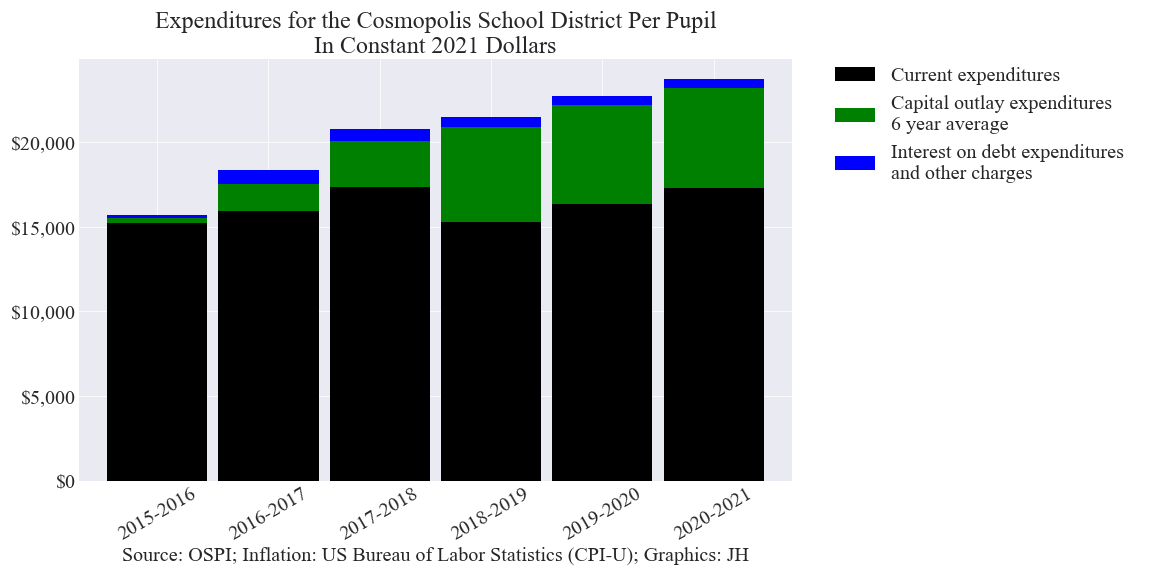 Expenditures for the Cosmopolis School District Per Pupil
In Constant 2021 Dollars
Current expenditures
Capital outlay expenditures
6 year average
Interest on debt expenditures
and other charges
$20,000
$15,000
$10,000
$5,000
$0
2015-2016
2016-2017
2017-2018
2018-2019
2019-2020
2020-2021
Source: OSPI; Inflation: US Bureau of Labor Statistics (CPI-U); Graphics: JH